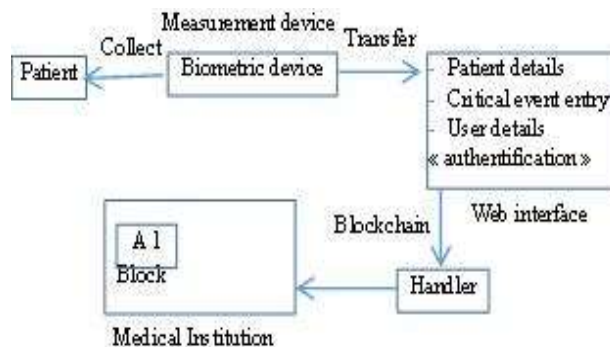 Measurement device
Collect
Transfer
Patient
Biometric device
- Patient details
- Critical event entry
- User details
« authentification »
Blockchain
Web interface
A 1
Block
Handler
Medical Institution